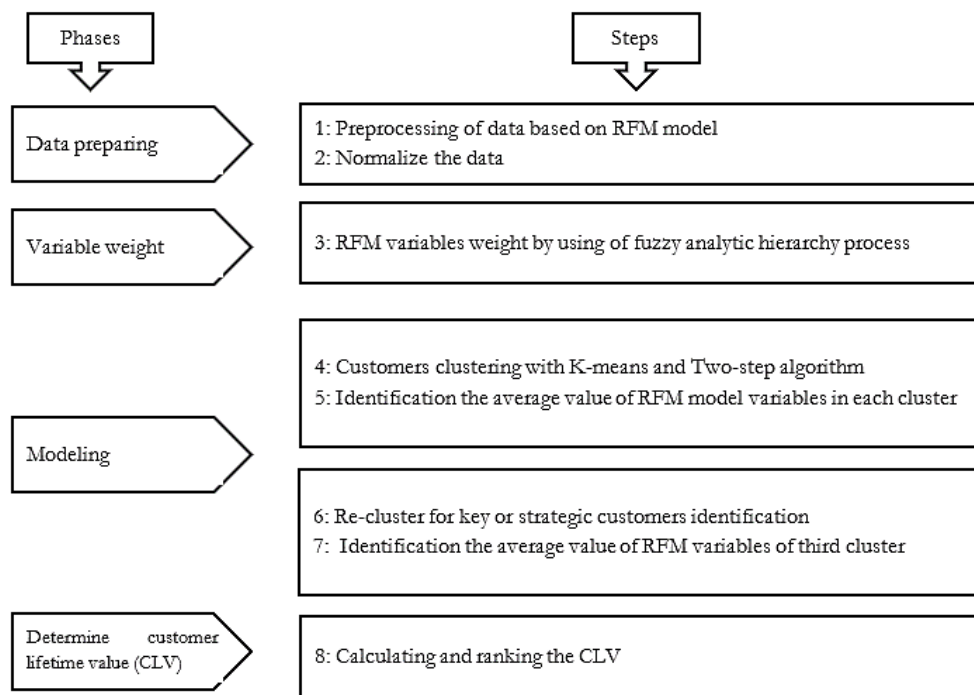 Phases
Steps
Data preparing
1: Preprocessing of data based on RFM model
2: Normalize the data
Variable weight
3: RFM variables weight by using of fuzzy analytic hierarchy process
Modeling
4: Customers clustering with K-means and Two-step algorithm
5: Identification the average value of RFM model variables in each cluster
6: Re-cluster for key or strategic customers identification
7: Identification the average value of RFM variables of third cluster
Determine customer
lifetime value (CLV)
8: Calculating and ranking the CLV